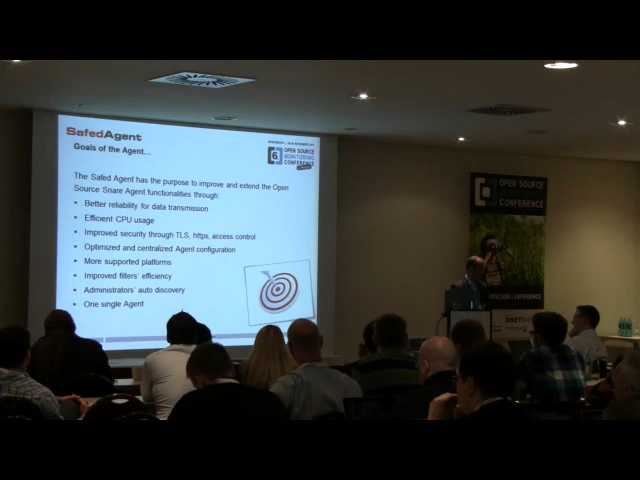 SafedAgent
Goals of the Agent...
6.
OPEN SOURCE
MONITORING
CONFERENCE
The Safed Agent has the purpose to improve and extend the Open
Source Snare Agent functionalities through:
Better reliability for data transmission
Efficient CPU usage
Improved security through TLS, https, access control
Optimized and centralized Agent configuration
More supported platforms
Improved filters' efficiency
Administrators' auto discovery
One single Agent
OPEN SOURCE
MONITORING
CONFERENCE